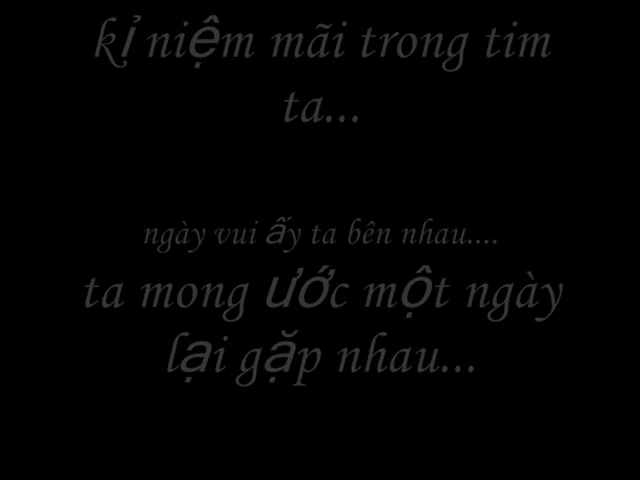 kỉ niệm mãi trong tim
ta...
ngày vui ấy ta bên nhau....
ta mong ước một ngày
lại gặp nhau...